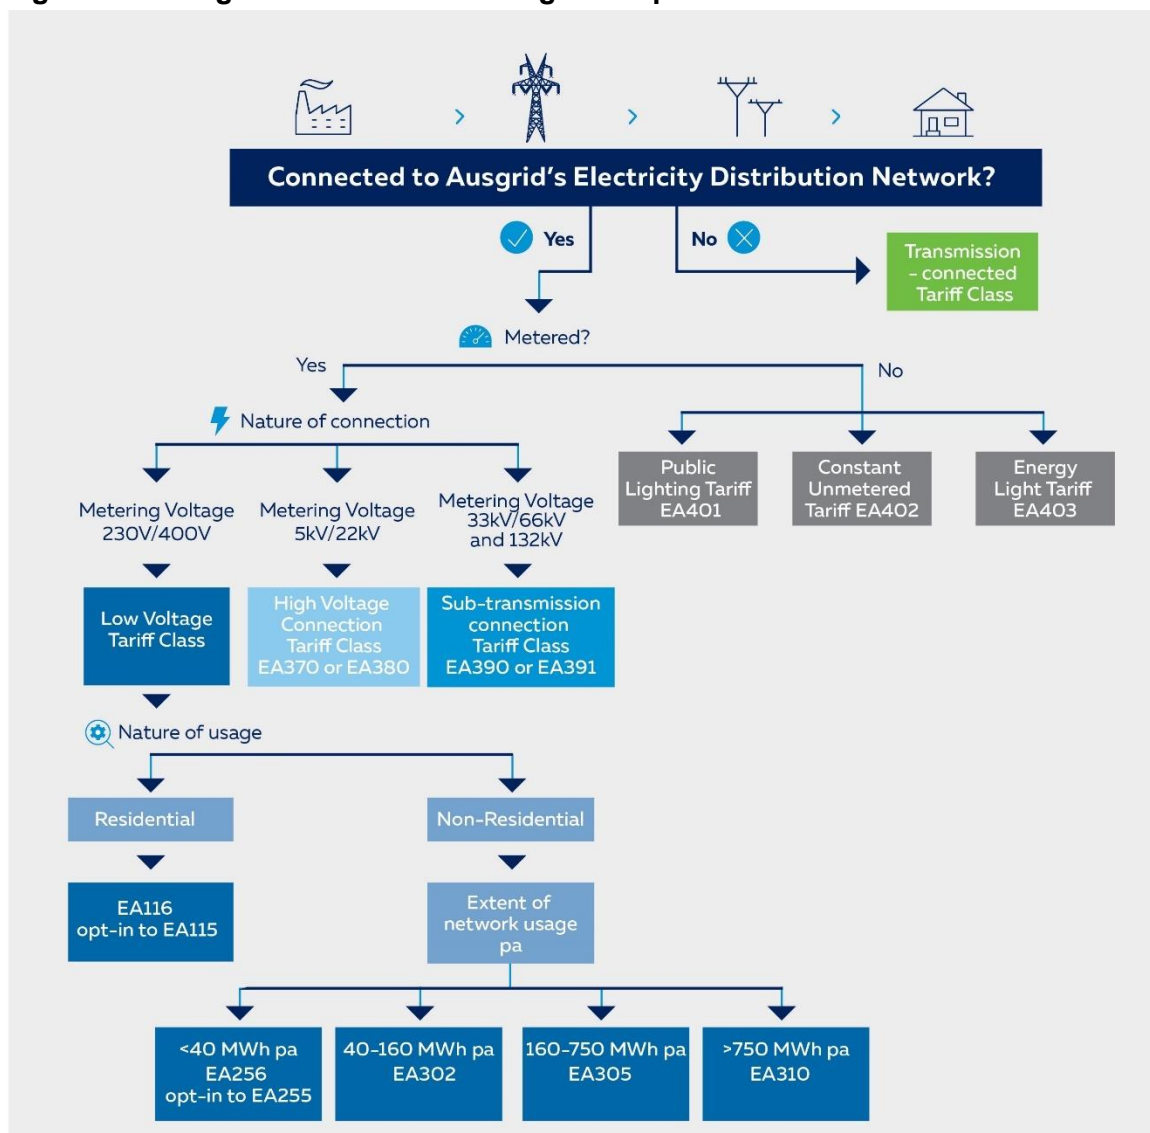 Connected to Ausgrid's Electricity Distribution Network?
Yes
No
Transmission
- connected
Tariff Class
Metered?
Yes
No
Nature of connection
Public
Lighting Tariff
EA401
Constant
Unmetered
Tariff EA402
Energy
Light Tariff
EA403
Metering Voltage
230V/400V
Metering Voltage
5kV/22kV
Metering Voltage
33kV/66kV
and 132kV
Low Voltage
Tariff Class
High Voltage
Connection
Tariff Class
EA370 or EA380
Sub-transmission
connection
Tariff Class
EA390 or EA391
Nature of usage
Residential
Non-Residential
EA116
opt-in to EA115
Extent of
network usage
pa
<40 MWh pa
EA256
opt-in to EA255
40-160 MWh pa
EA302
160-750 MWh pa
EA305
>750 MWh pa
EA310